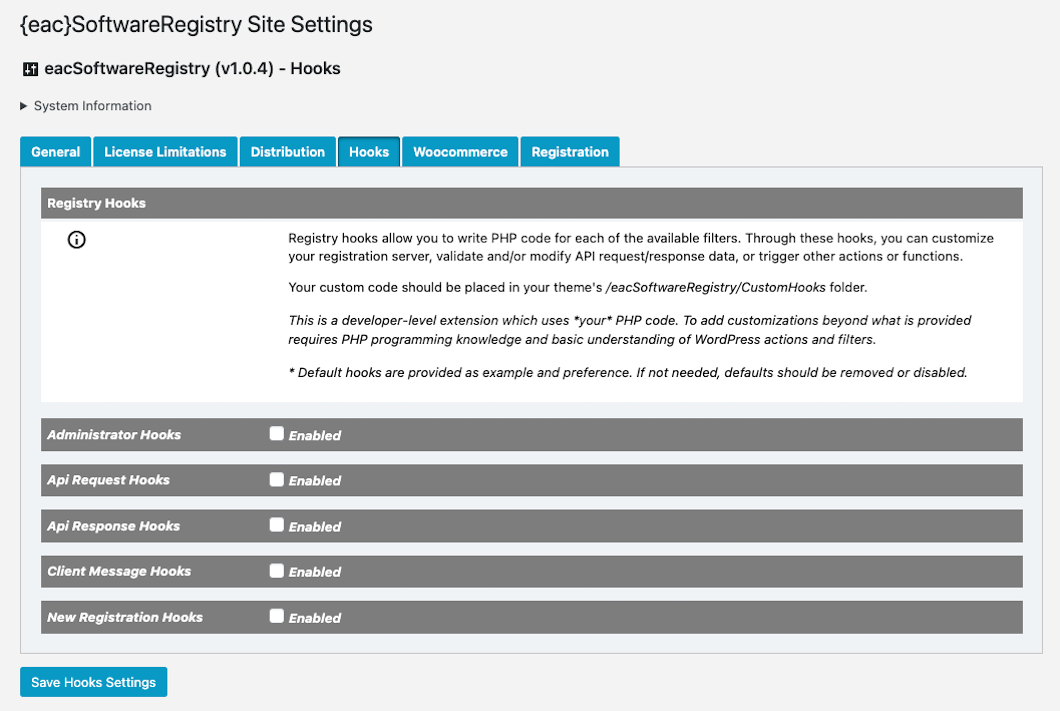 {eac}SoftwareRegistry Site Settings
eacSoftwareRegistry (v1.0.4) - Hooks
System Information
General License Limitations Distribution Hooks Woocommerce Registration
Registry Hooks
Registry hooks allow you to write PHP code for each of the available filters. Through these hooks, you can customize
your registration server, validate and/or modify API request/response data, or trigger other actions or functions.
Your custom code should be placed in your theme's /eacSoftwareRegistry/CustomHooks folder.
This is a developer-level extension which uses *your* PHP code. To add customizations beyond what is provided
requires PHP programming knowledge and basic understanding of WordPress actions and filters.
* Default hooks are provided as example and preference. If not needed, defaults should be removed or disabled.
Administrator Hooks Enabled
Api Request Hooks Enabled
Api Response Hooks Enabled
Client Message Hooks Enabled
New Registration Hooks Enabled
Save Hooks Settings